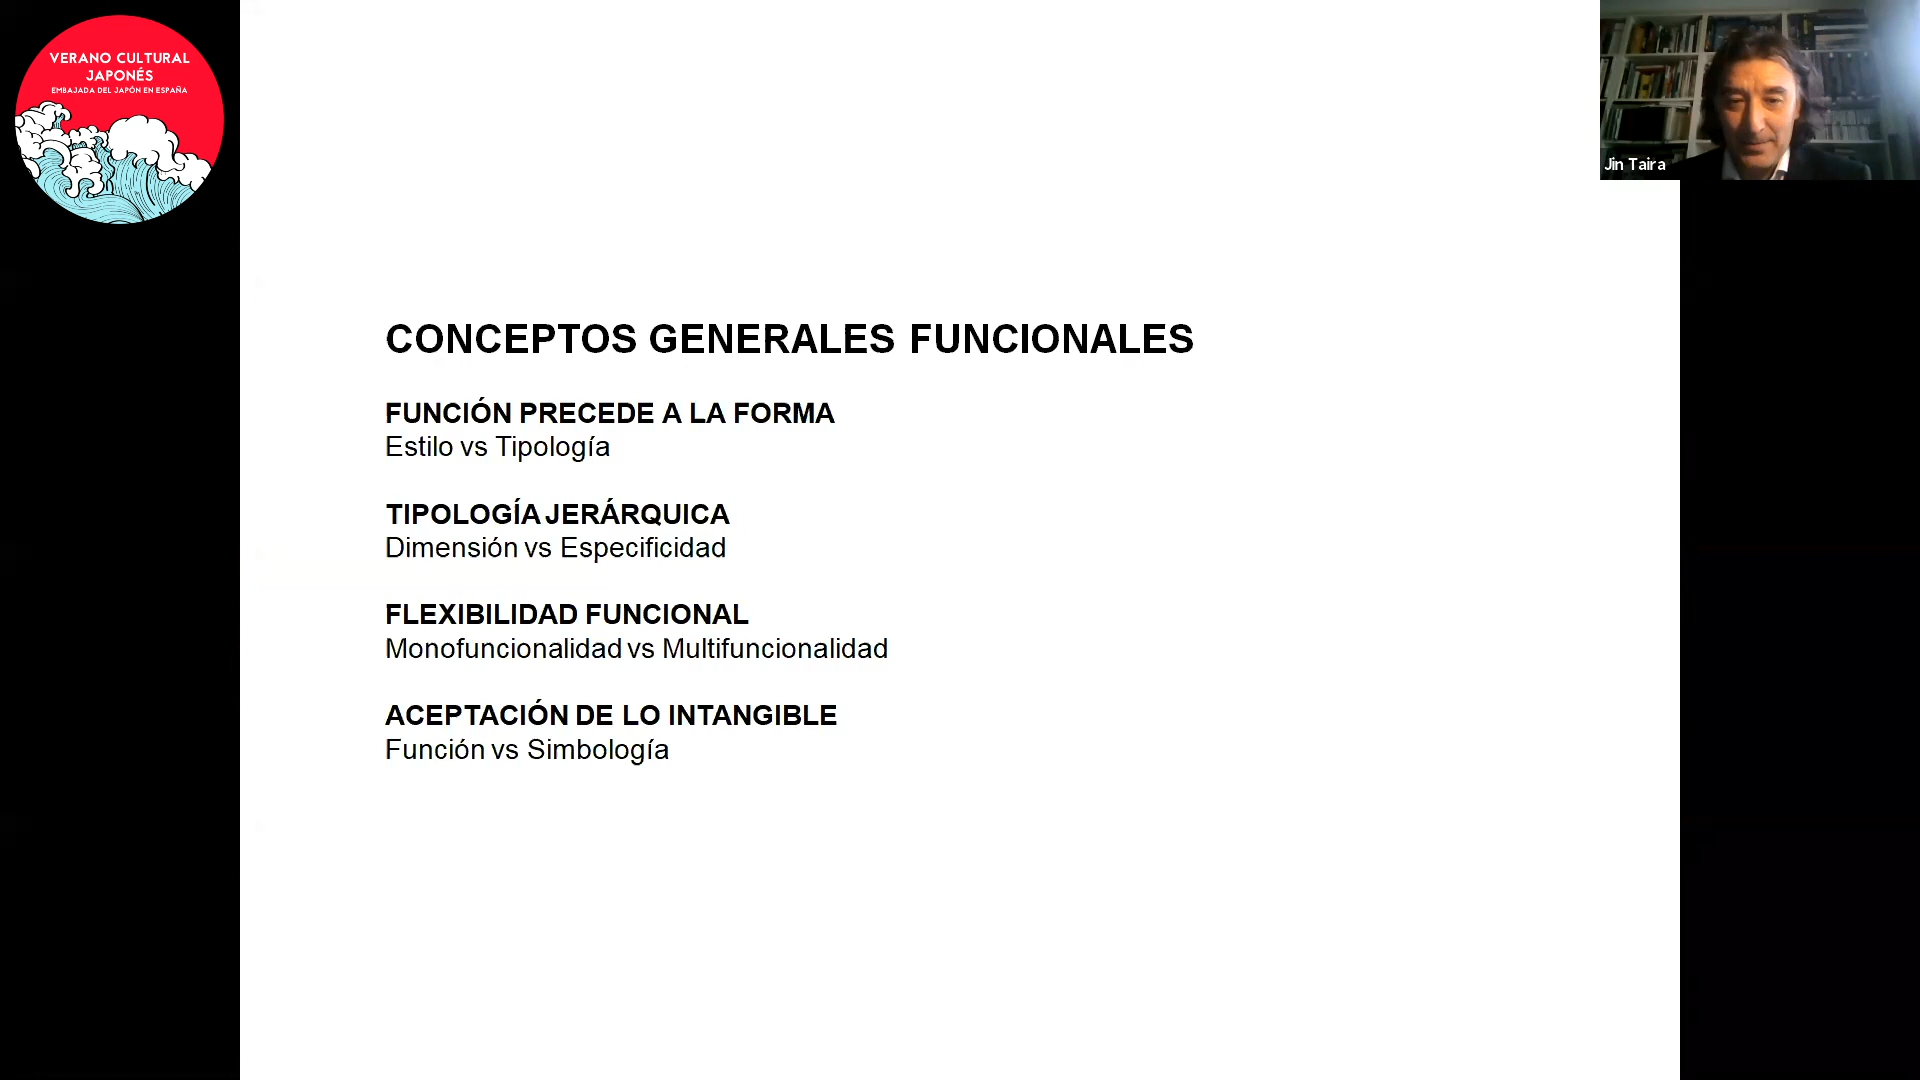 VERANO CULTURAL
JAPONÉS
EMBAJADA DEL JAPÓN EN ESPAÑA
Jin Taira
CONCEPTOS GENERALES FUNCIONALES
FUNCIÓN PRECEDE A LA FORMA
Estilo vs Tipología
TIPOLOGÍA JERÁRQUICA
Dimensión vs Especificidad
FLEXIBILIDAD FUNCIONAL
Monofuncionalidad vs Multifuncionalidad
ACEPTACIÓN DE LO INTANGIBLE
Función vs Simbología